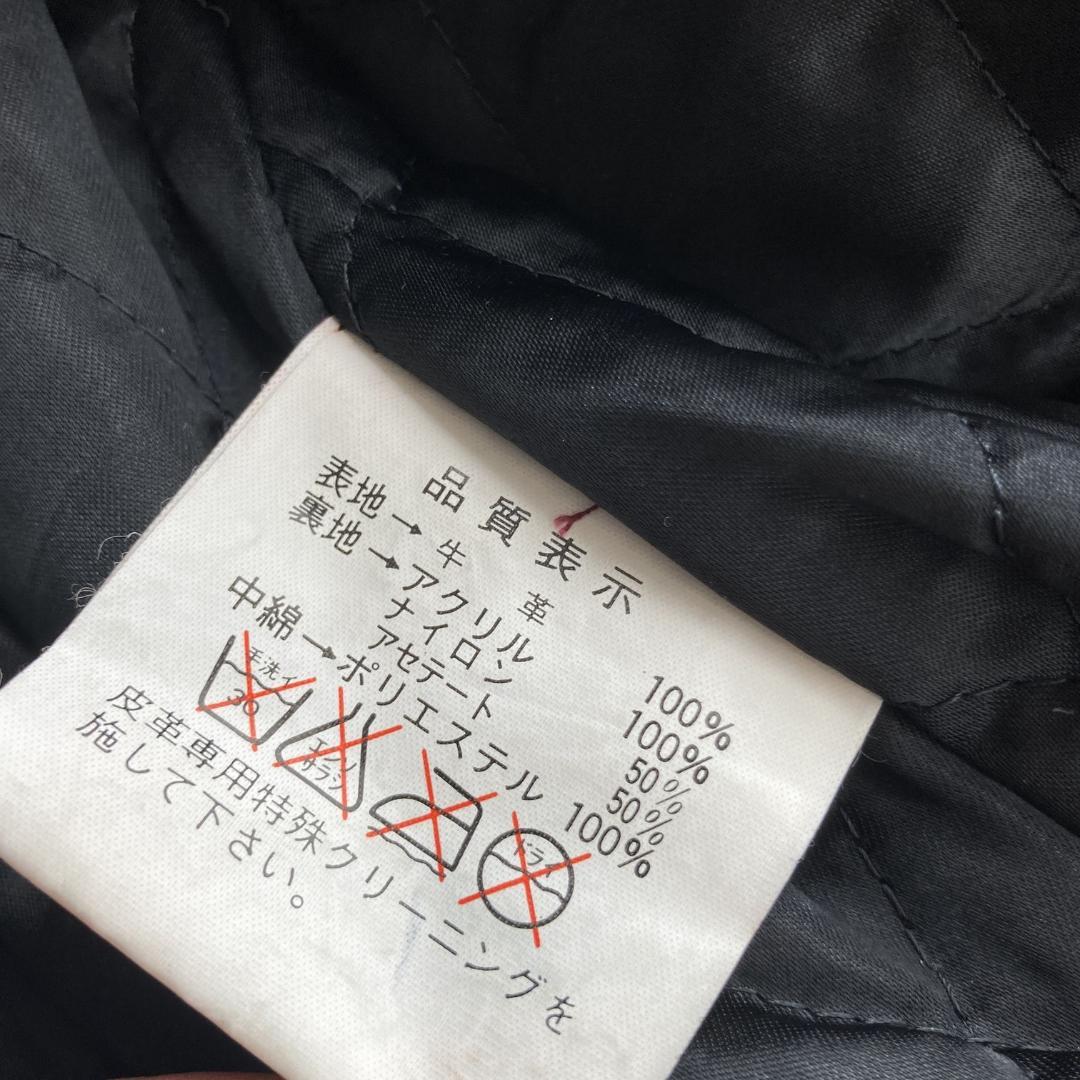 品質表示
表地→牛革 100%
裏地→アクリル 100%
ナイロン 50%
アセテート 50%
中綿→ポリエステル 100%
手洗イ 30
エンソサラシ
ドライ
皮革専用特殊クリーニングを
施して下さい。